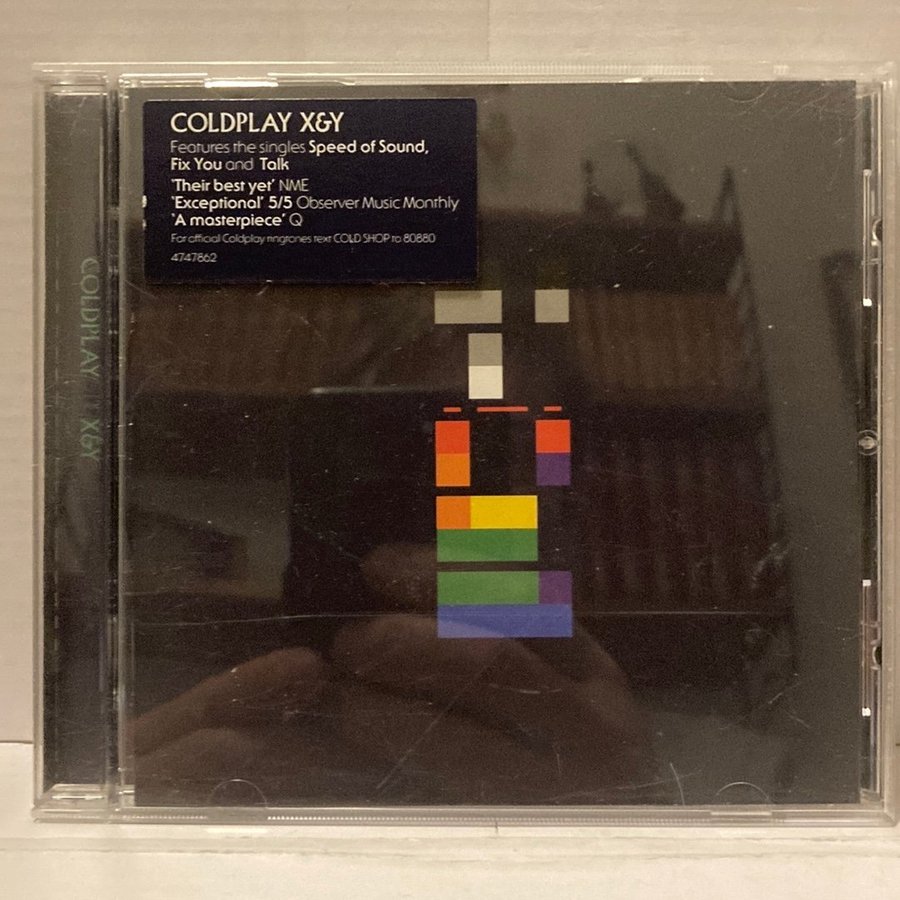 COLDPLAY X&Y
Features the singles Speed of Sound,
Fix You and Talk
'Their best yet' NME
'Exceptional' 5/5 Observer Music Monthly
'A masterpiece' Q
For official Coldplay ringtones text COLD SHOP to 80880
4747862
COLDPLAY /// X&Y